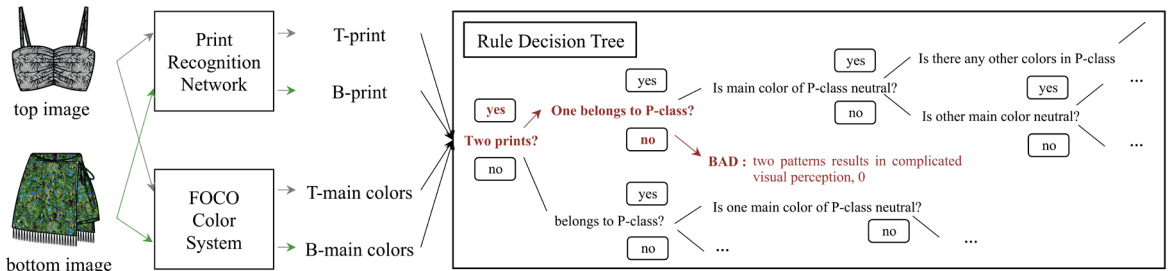 top image
bottom image
Print
Recognition
Network
FOCO
Color
System
T-print
B-print
T-main colors
B-main colors
Rule Decision Tree
Two prints?
yes
no
One belongs to P-class?
yes
no
BAD : two patterns results in complicated
visual perception, 0
Is main color of P-class neutral?
yes
no
Is there any other colors in P-class
...
Is other main color neutral?
yes
no
...
belongs to P-class?
yes
no
...
Is one main color of P-class neutral?
no
...